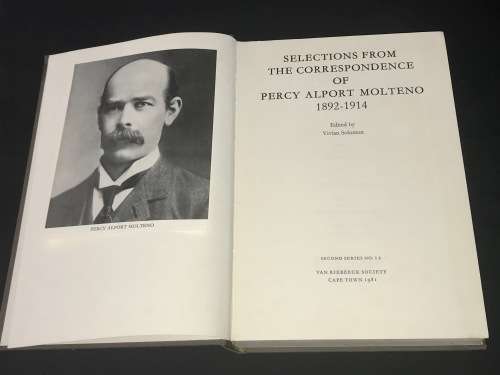 PERCY ALPORT MOLTENO
SELECTIONS FROM
THE CORRESPONDENCE
OF
PERCY ALPORT MOLTENO
1892-1914
Edited by
Vivian Solomon
SECOND SERIES NO. 12
VAN RIEBEECK SOCIETY
CAPE TOWN 1981